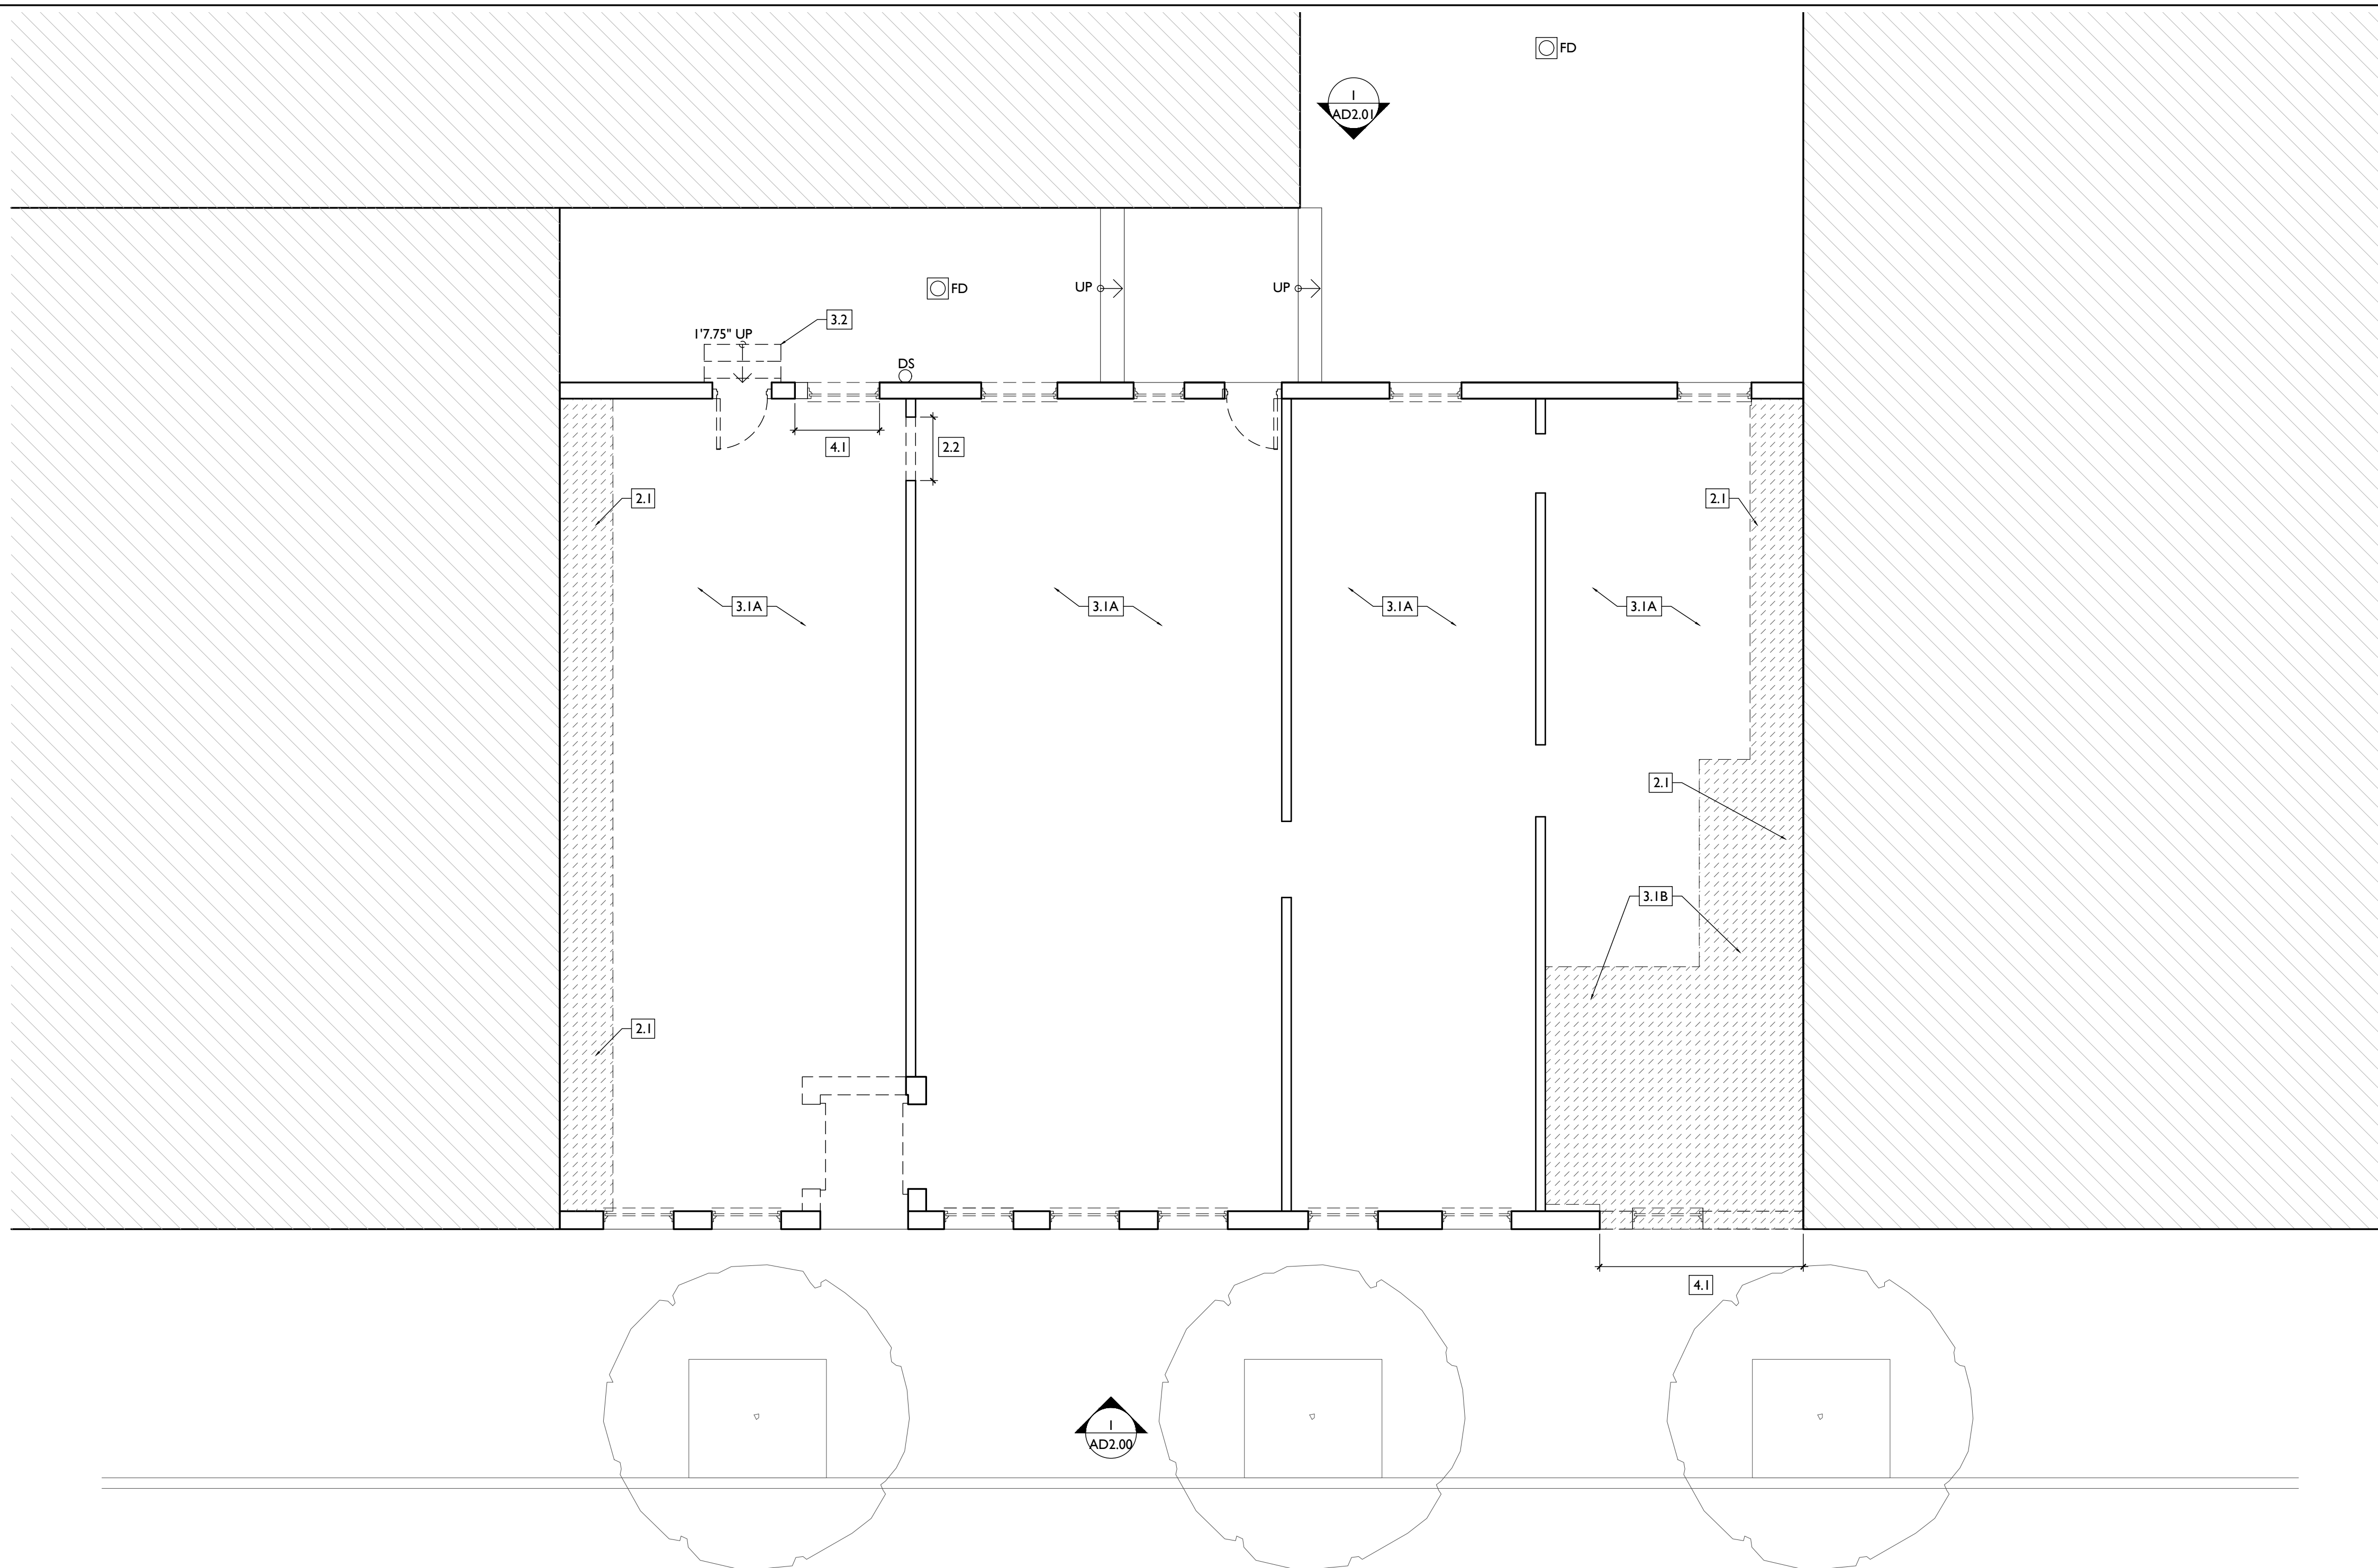 FD
1
AD2.01
FD
UP
UP
3.2
1'7.75" UP
DS
4.1
2.2
2.1
2.1
3.1A
3.1A
3.1A
3.1A
2.1
3.1B
2.1
4.1
1
AD2.00